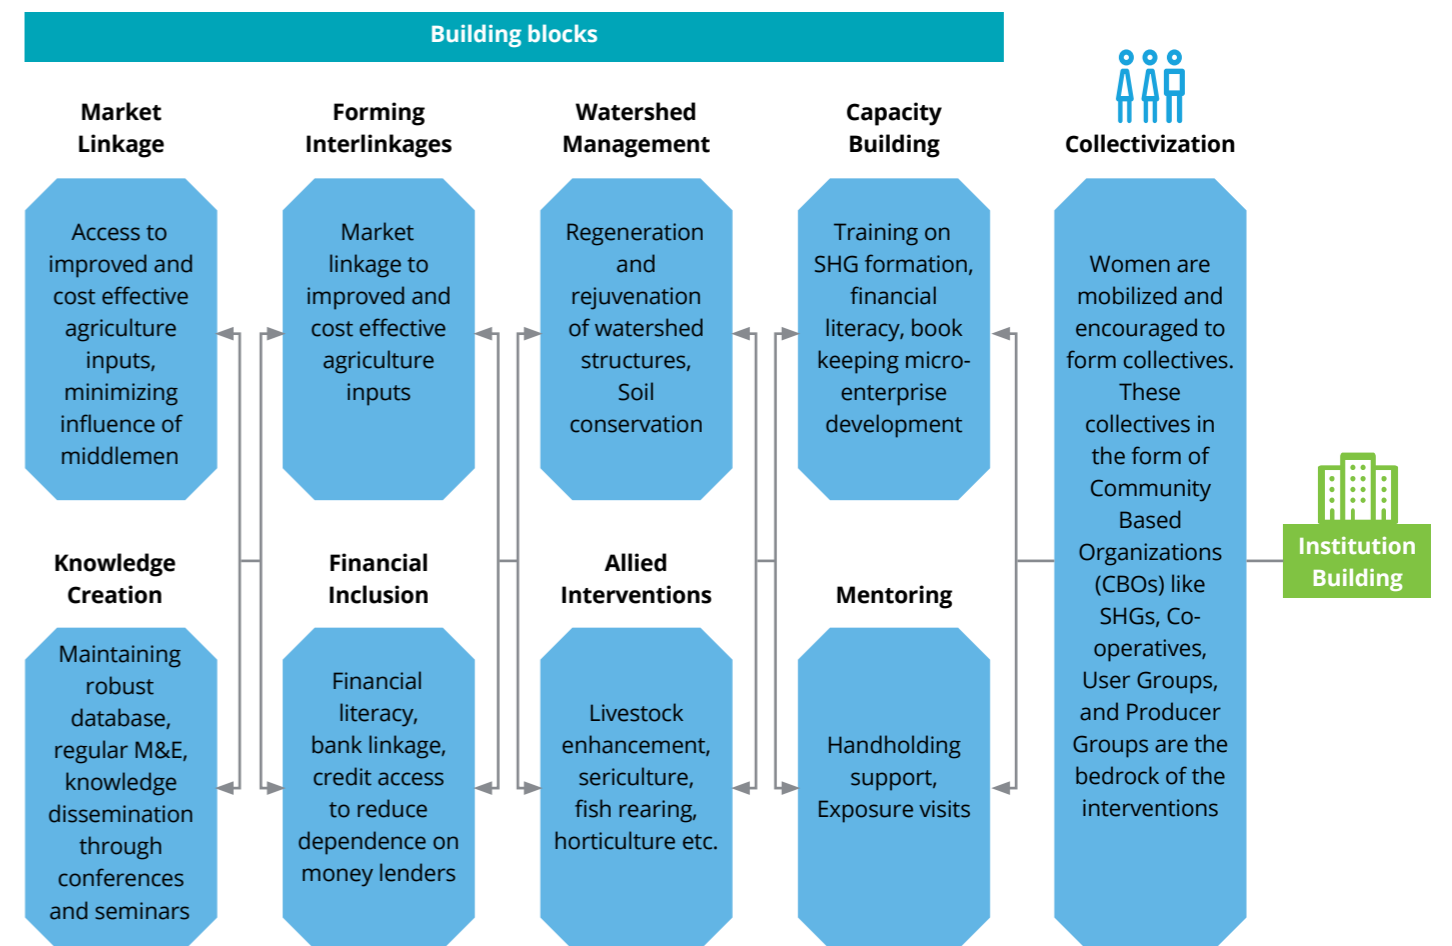 Building blocks
Market
Linkage
Access to
improved and
cost effective
agriculture
inputs,
minimizing
influence of
middlemen
Forming
Interlinkages
Market
linkage to
improved and
cost effective
agriculture
inputs
Watershed
Management
Regeneration
and
rejuvenation
of watershed
structures,
Soil
conservation
Capacity
Building
Training on
SHG formation,
financial
literacy, book
keeping micro-
enterprise
development
Collectivization
Women are
mobilized and
encouraged to
form collectives.
These
collectives in
the form of
Community
Based
Organizations
(CBOs) like
SHGs, Co-
operatives,
User Groups,
and Producer
Groups are the
bedrock of the
interventions
Institution
Building
Knowledge
Creation
Maintaining
robust
database,
regular M&E,
knowledge
dissemination
through
conferences
and seminars
Financial
Inclusion
Financial
literacy,
bank linkage,
credit access
to reduce
dependence on
money lenders
Allied
Interventions
Livestock
enhancement,
sericulture,
fish rearing,
horticulture etc.
Mentoring
Handholding
support,
Exposure visits